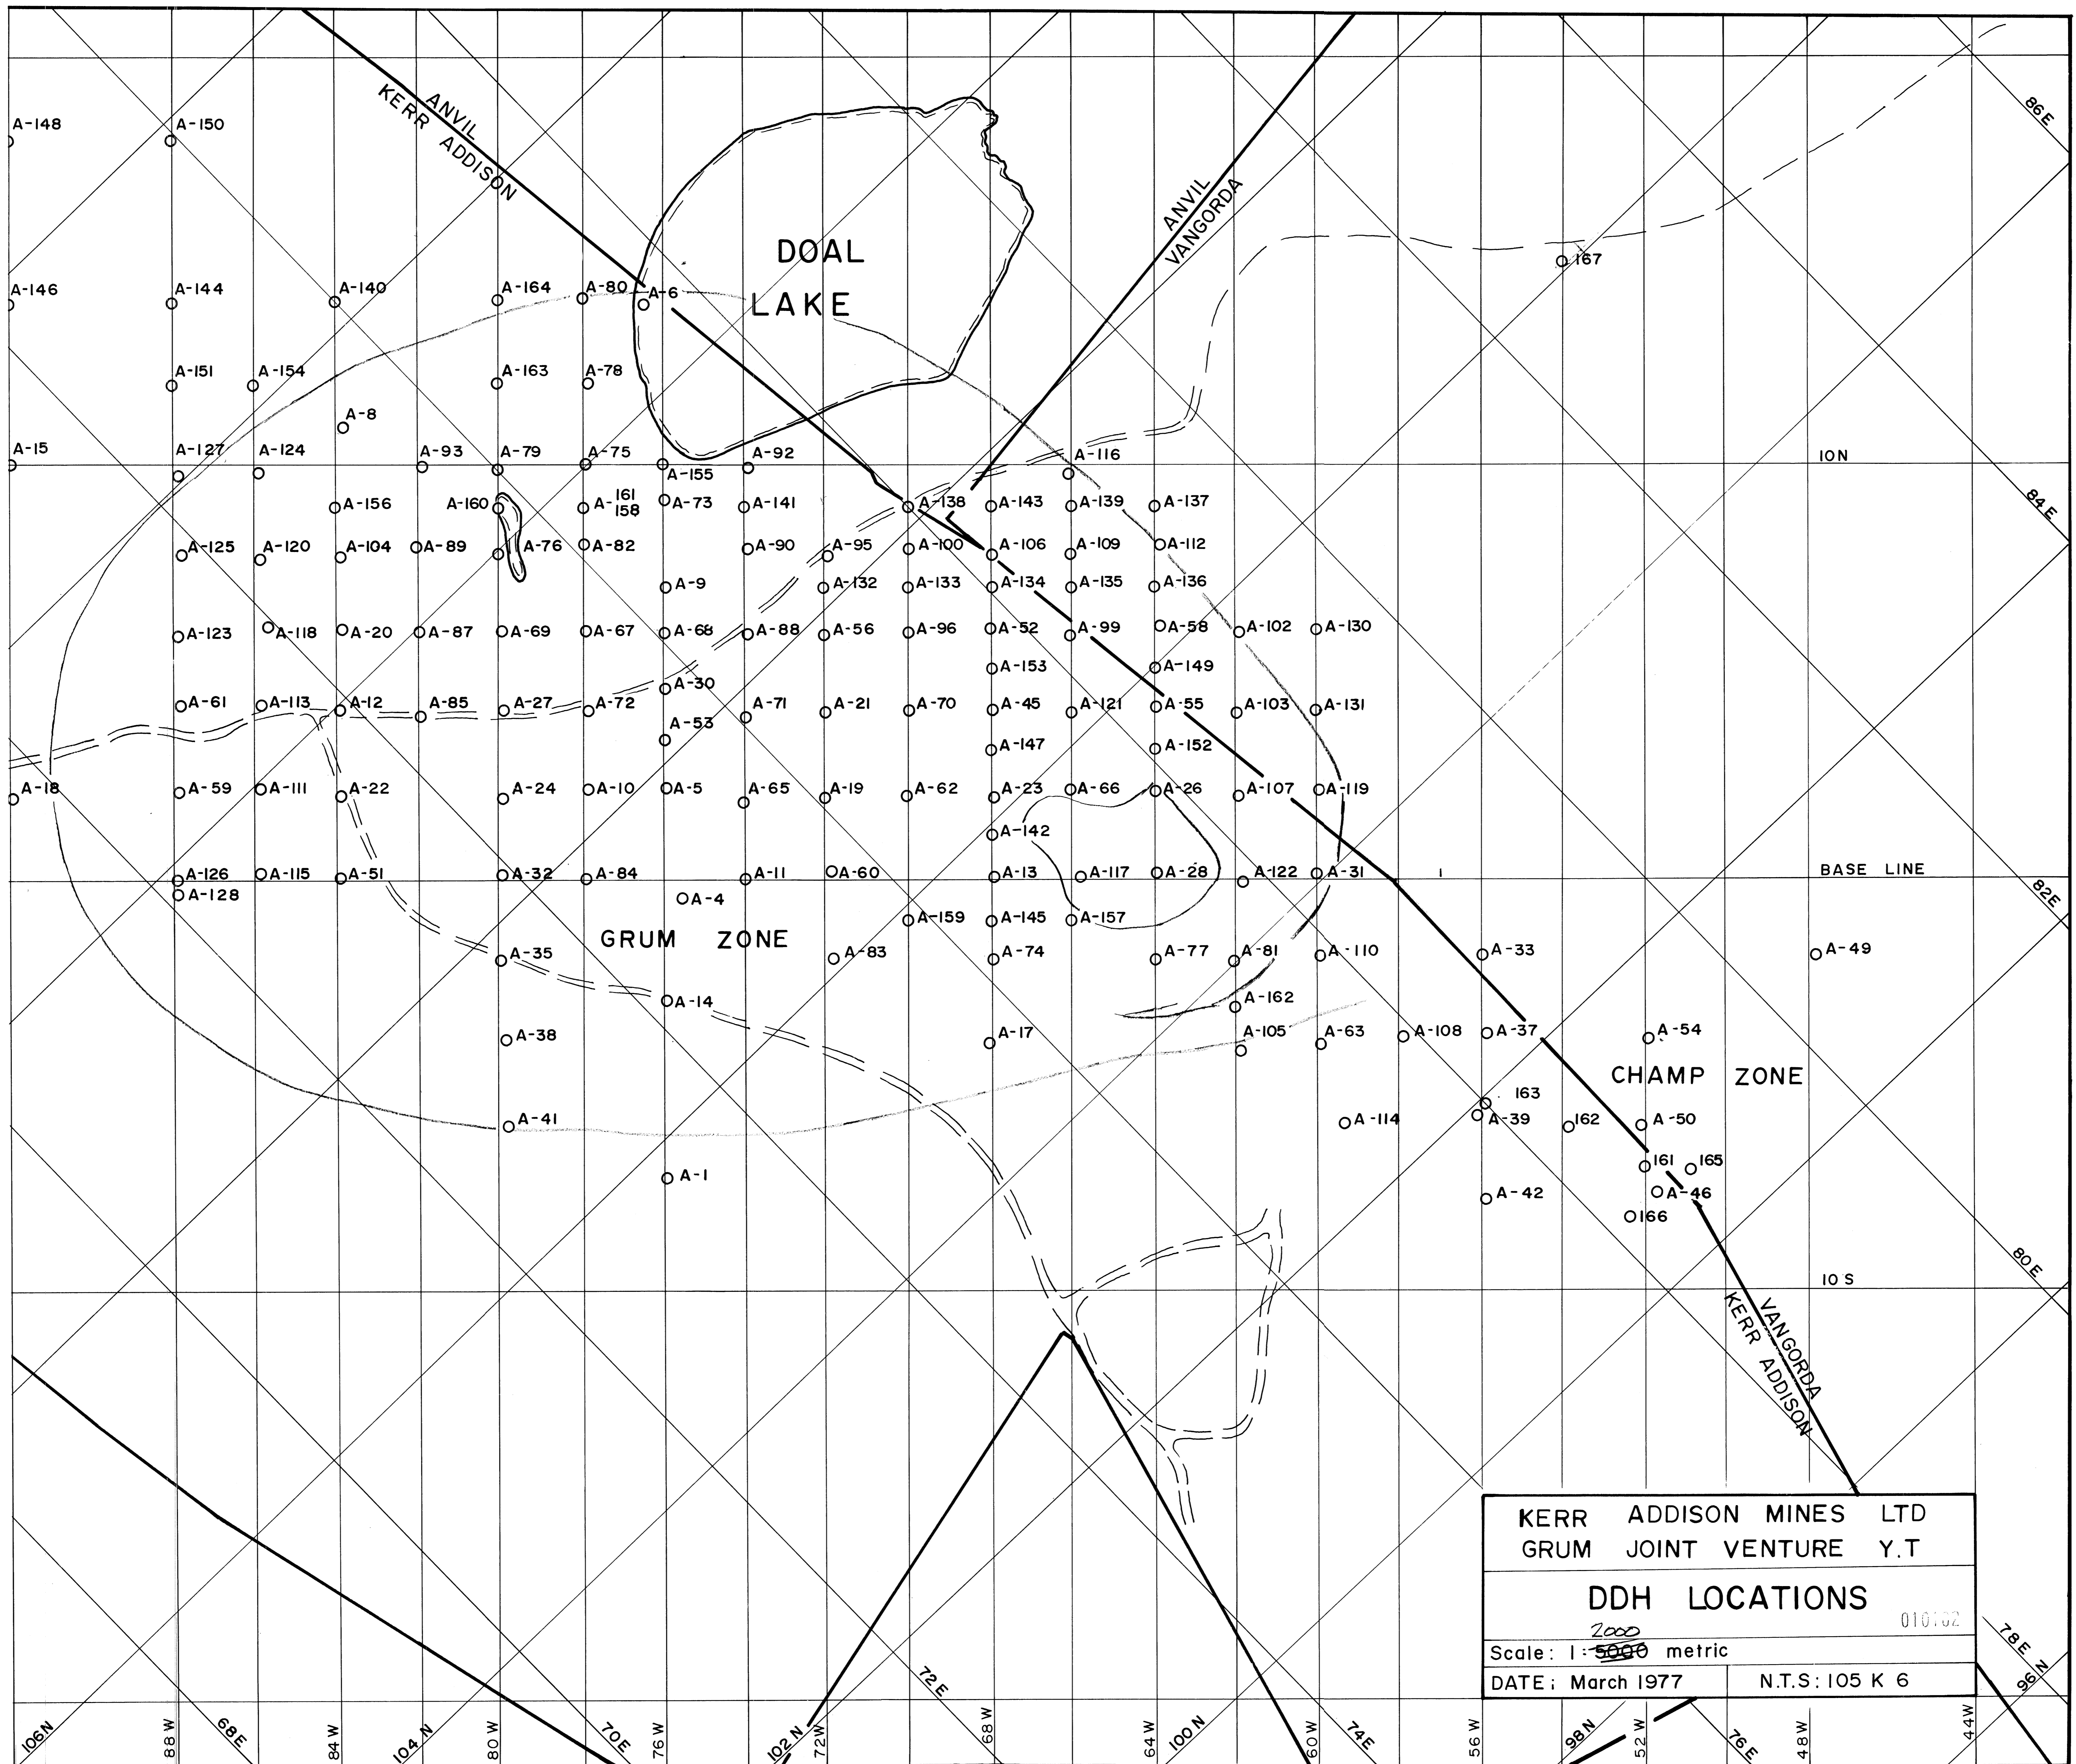 86E
A-148
A-150
ANVIL
KERR ADDISON
ANVIL
VANGORDA
DOAL
LAKE
167
A-146
A-144
A-140
A-164
A-80
A-6
A-151
A-154
A-163
A-78
A-8
A-15
A-127
A-124
A-93
A-79
A-75
A-155
A-92
A-116
10N
A-156
A-160
A-161
158
A-73
A-141
A-138
A-143
A-139
A-137
84E
A-125
A-120
A-104
A-89
A-76
A-82
A-90
A-95
A-100
A-106
A-109
A-112
A-9
A-132
A-133
A-134
A-135
A-136
A-123
A-118
A-20
A-87
A-69
A-67
A-68
A-88
A-56
A-96
A-52
A-99
A-58
A-102
A-130
A-153
A-149
A-30
A-61
A-113
A-12
A-85
A-27
A-72
A-71
A-21
A-70
A-45
A-121
A-55
A-103
A-131
A-53
A-147
A-152
A-18
A-59
A-111
A-22
A-24
A-10
A-5
A-65
A-19
A-62
A-23
A-66
A-26
A-107
A-119
A-142
A-126
A-115
A-51
A-32
A-84
A-11
A-60
A-13
A-117
A-28
A-122
A-31
BASE LINE
A-128
A-4
82E
A-159
A-145
A-157
GRUM ZONE
A-35
A-83
A-74
A-77
A-81
A-110
A-33
A-49
A-14
A-162
A-38
A-17
A-105
A-63
A-108
A-37
A-54
CHAMP ZONE
163
A-41
A-114
A-39
162
A-50
A-1
161
165
A-42
A-46
166
80E
10 S
VANGORDA
KERR ADDISON
KERR ADDISON MINES LTD
GRUM JOINT VENTURE Y.T
DDH LOCATIONS
010102
2000
Scale: 1:5000 metric
DATE: March 1977
N.T.S: 105 K 6
78E
96 N
106N
88 W
68E
84 W
104 N
80W
70E
76 W
102 N
72W
72E
68W
64W
100 N
60W
74E
56 W
98N
52 W
76E
48W
44W